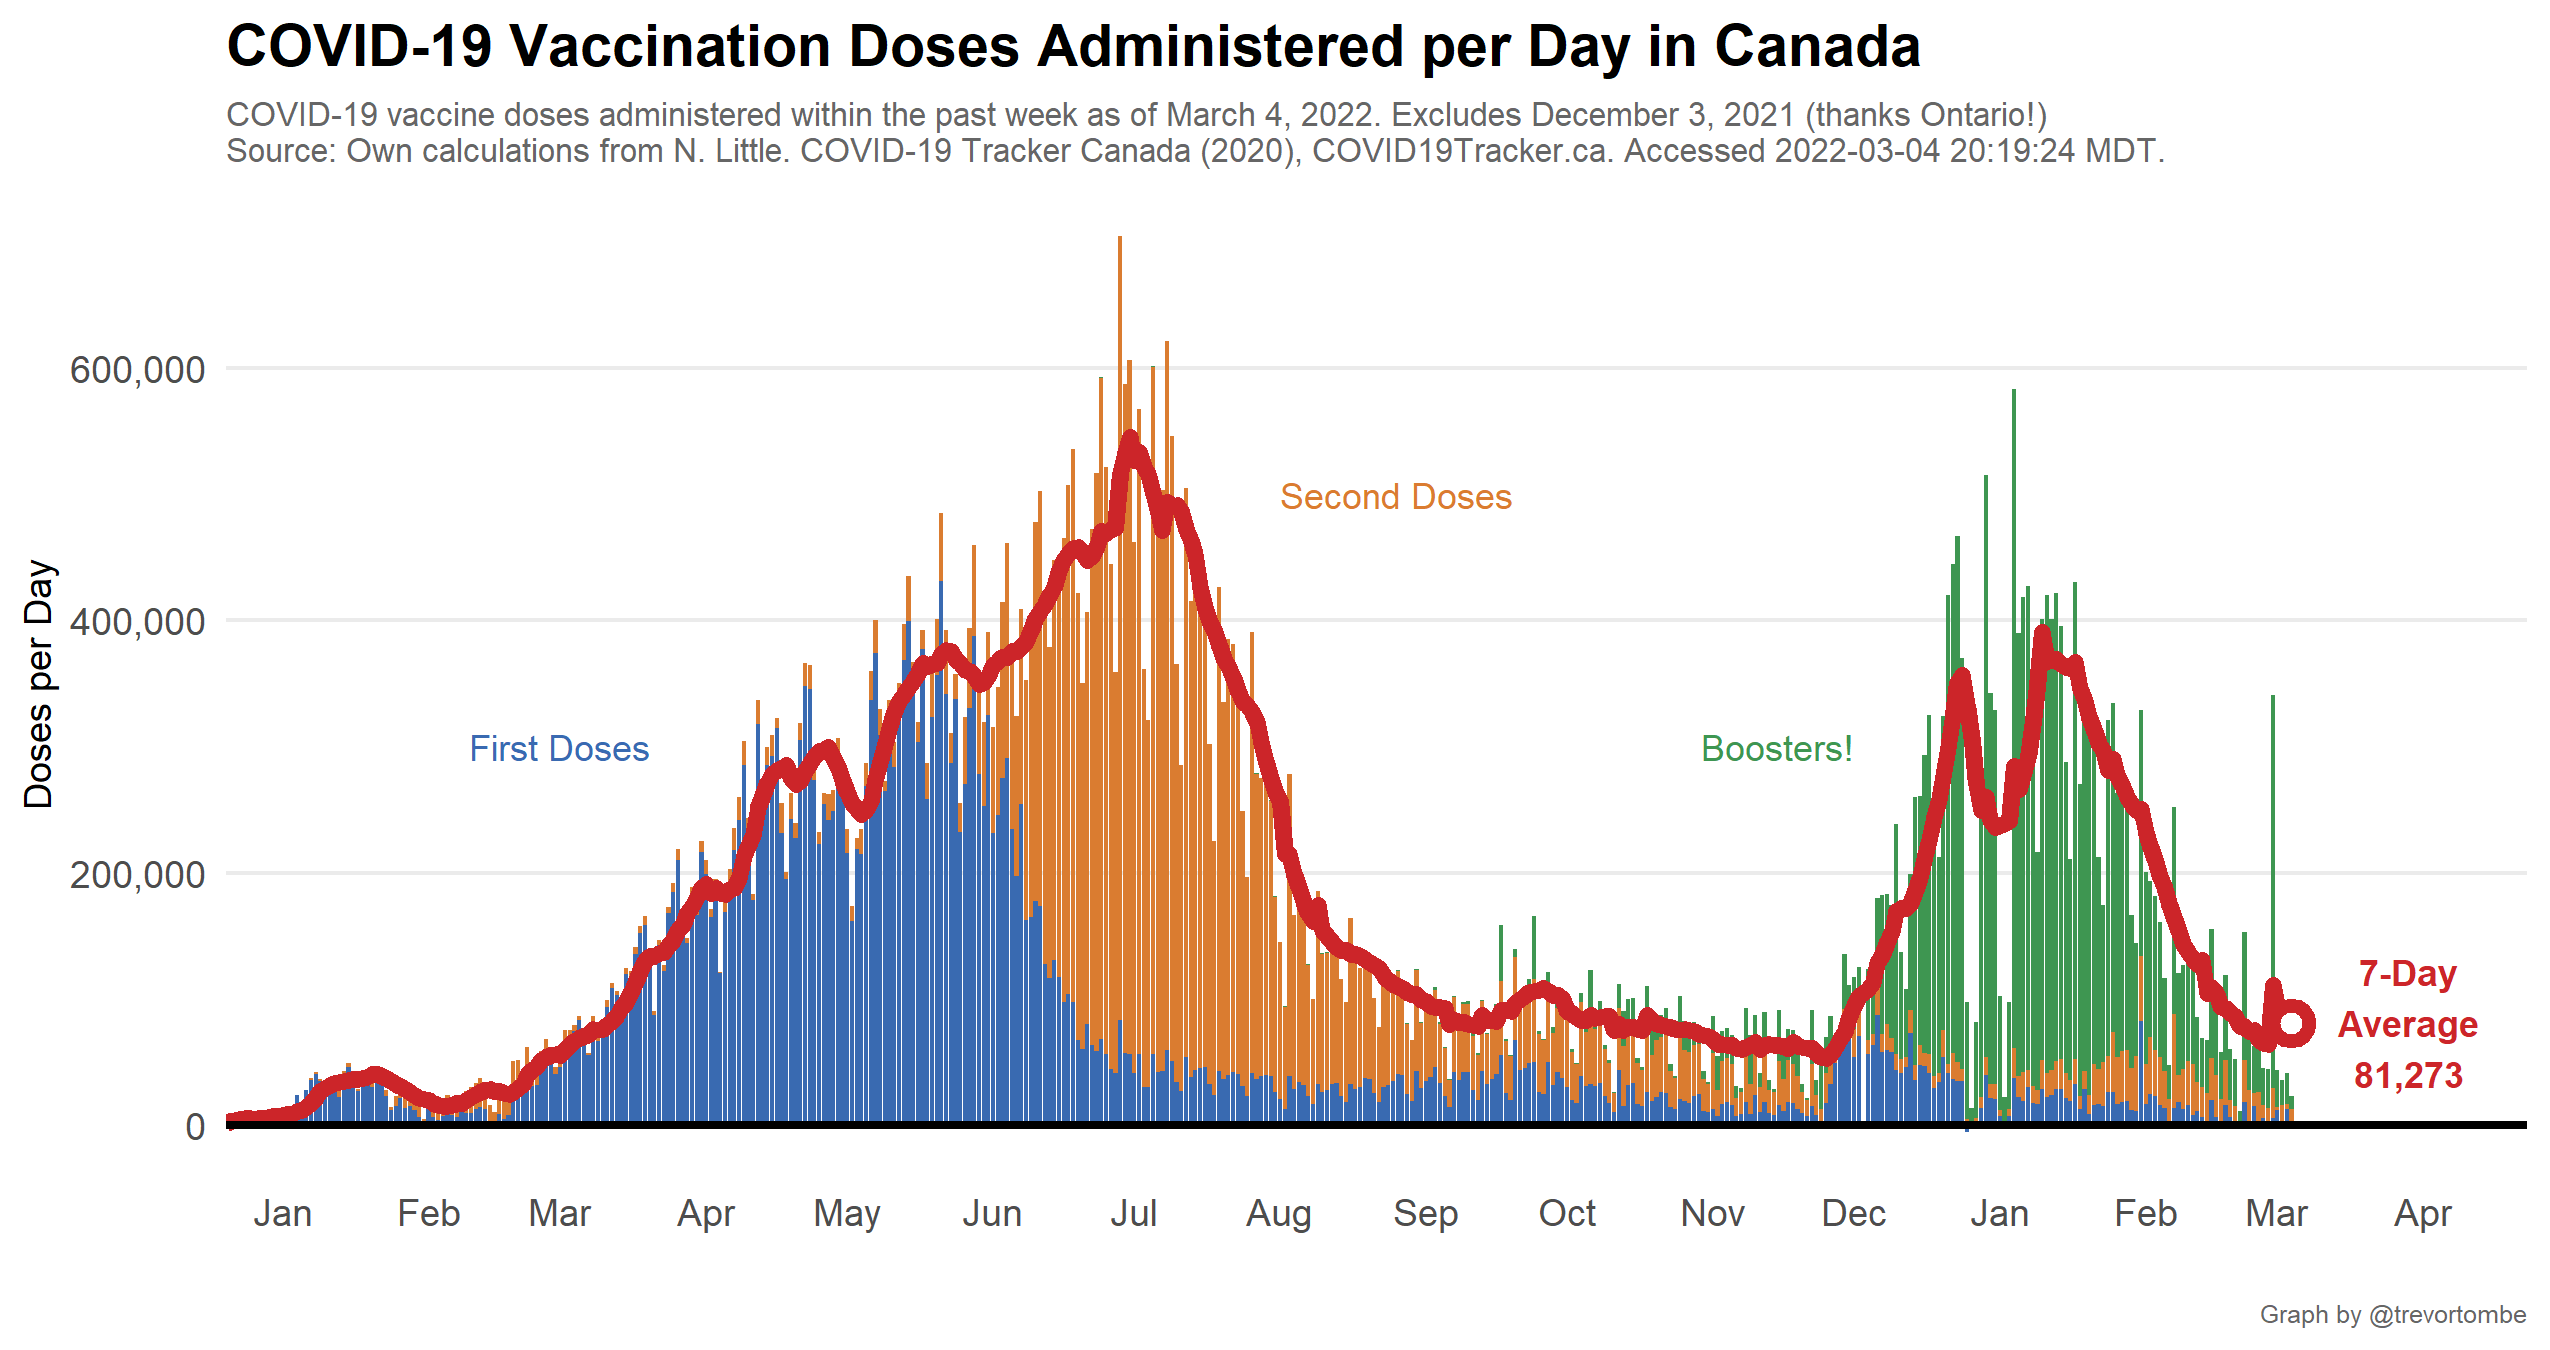 COVID-19 Vaccination Doses Administered per Day in Canada
COVID-19 vaccine doses administered within the past week as of March 4, 2022. Excludes December 3, 2021 (thanks Ontario!)
Source: Own calculations from N. Little. COVID-19 Tracker Canada (2020), COVID19Tracker.ca. Accessed 2022-03-04 20:19:24 MDT.
Doses per Day
600,000
400,000
200,000
0
First Doses
Second Doses
Boosters!
7-Day
Average
81,273
Jan Feb Mar Apr May Jun Jul Aug Sep Oct Nov Dec Jan Feb Mar Apr
Graph by @trevortombe